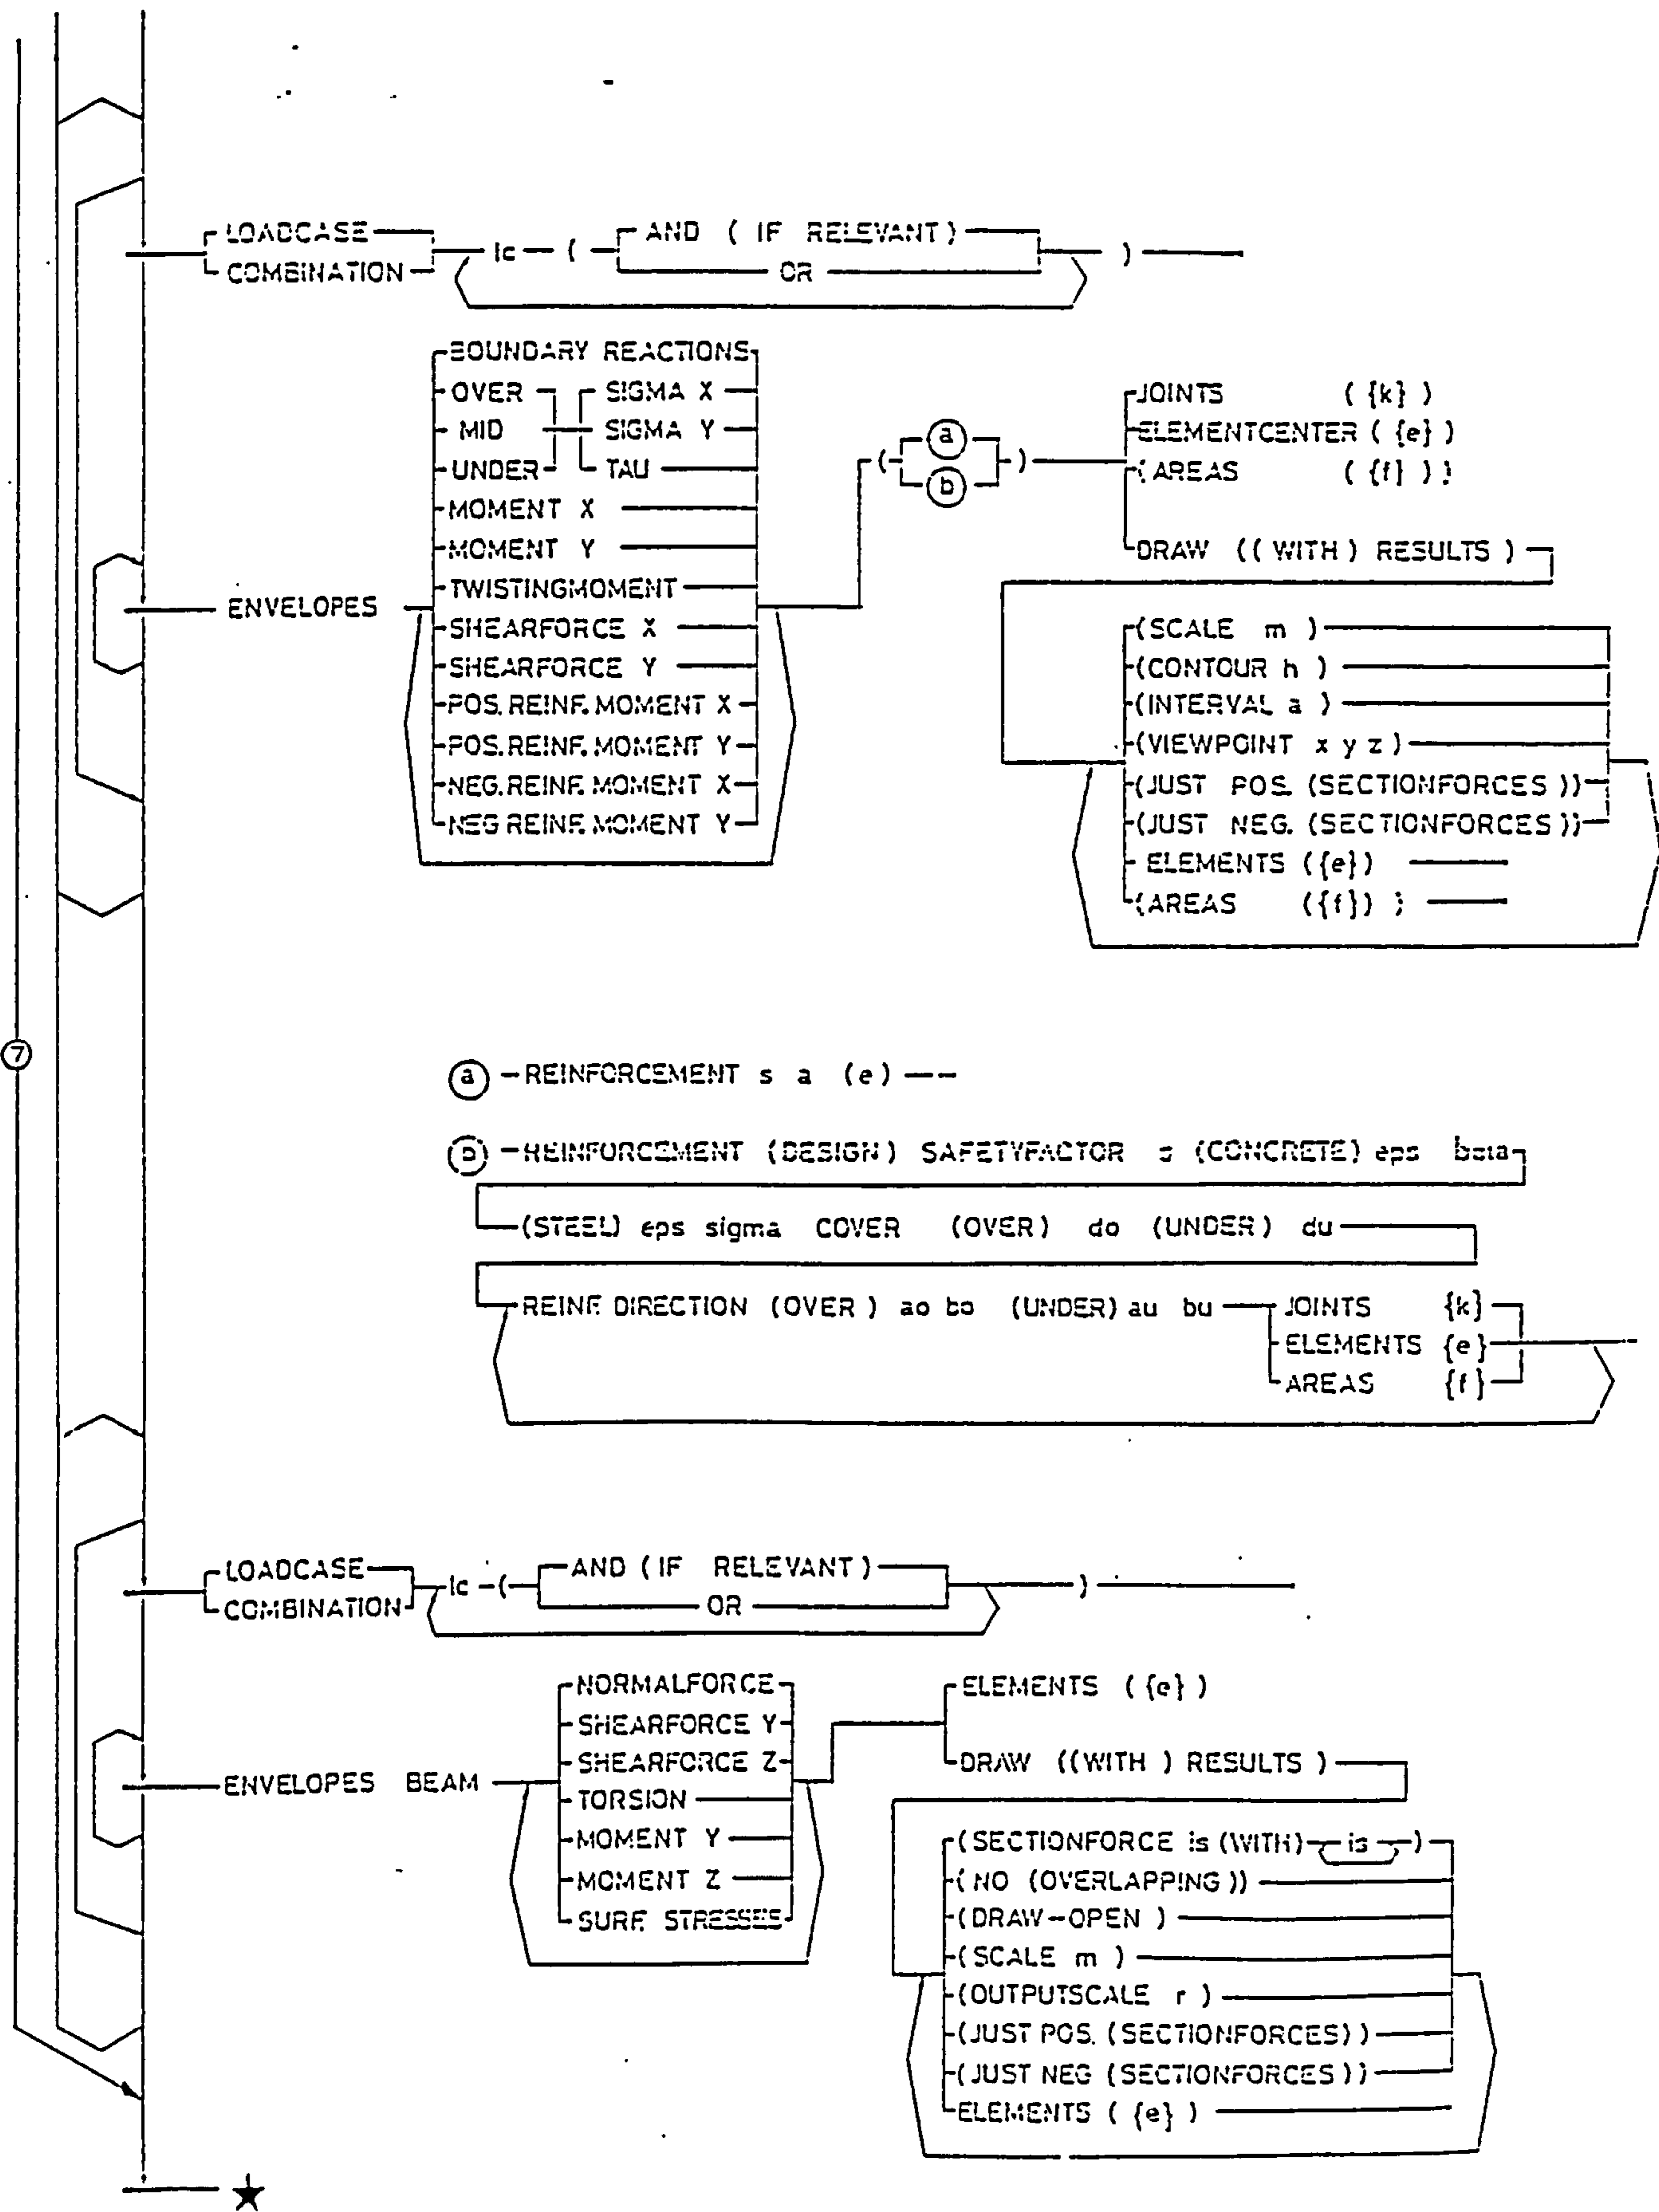 LOADCASE
COMBINATION
lc ( AND ( IF RELEVANT )
OR )
BOUNDARY REACTIONS
OVER SIGMA X
MID SIGMA Y
UNDER TAU
MOMENT X
MOMENT Y
TWISTINGMOMENT
ENVELOPES
SHEARFORCE X
SHEARFORCE Y
POS. REINF. MOMENT X
POS. REINF. MOMENT Y
NEG. REINF. MOMENT X
NEG REINF. MOMENT Y
( a
b )
JOINTS ( {k} )
ELEMENTCENTER ( {e} )
(AREAS ( {f} ) )
DRAW (( WITH ) RESULTS )
(SCALE m )
(CONTOUR h )
(INTERVAL a )
(VIEWPOINT x y z )
(JUST POS. (SECTIONFORCES ))
(JUST NEG. (SECTIONFORCES ))
ELEMENTS ({e})
(AREAS ({f}) )
7
a - REINFORCEMENT s a (e)
b - REINFORCEMENT (DESIGN) SAFETYFACTOR s (CONCRETE) eps beta
(STEEL) eps sigma COVER (OVER) do (UNDER) du
REINF. DIRECTION (OVER ) ao bo (UNDER) au bu
JOINTS {k}
ELEMENTS {e}
AREAS {f}
LOADCASE
COMBINATION
lc ( AND ( IF RELEVANT )
OR )
ENVELOPES BEAM
NORMALFORCE
SHEARFORCE Y
SHEARFORCE Z
TORSION
MOMENT Y
MOMENT Z
SURF. STRESSES
ELEMENTS ( {e} )
DRAW ((WITH ) RESULTS )
(SECTIONFORCE is (WITH) is )
( NO (OVERLAPPING ))
(DRAW-OPEN )
(SCALE m )
(OUTPUTSCALE r )
(JUST POS. (SECTIONFORCES))
(JUST NEG (SECTIONFORCES ))
ELEMENTS ( {e} )